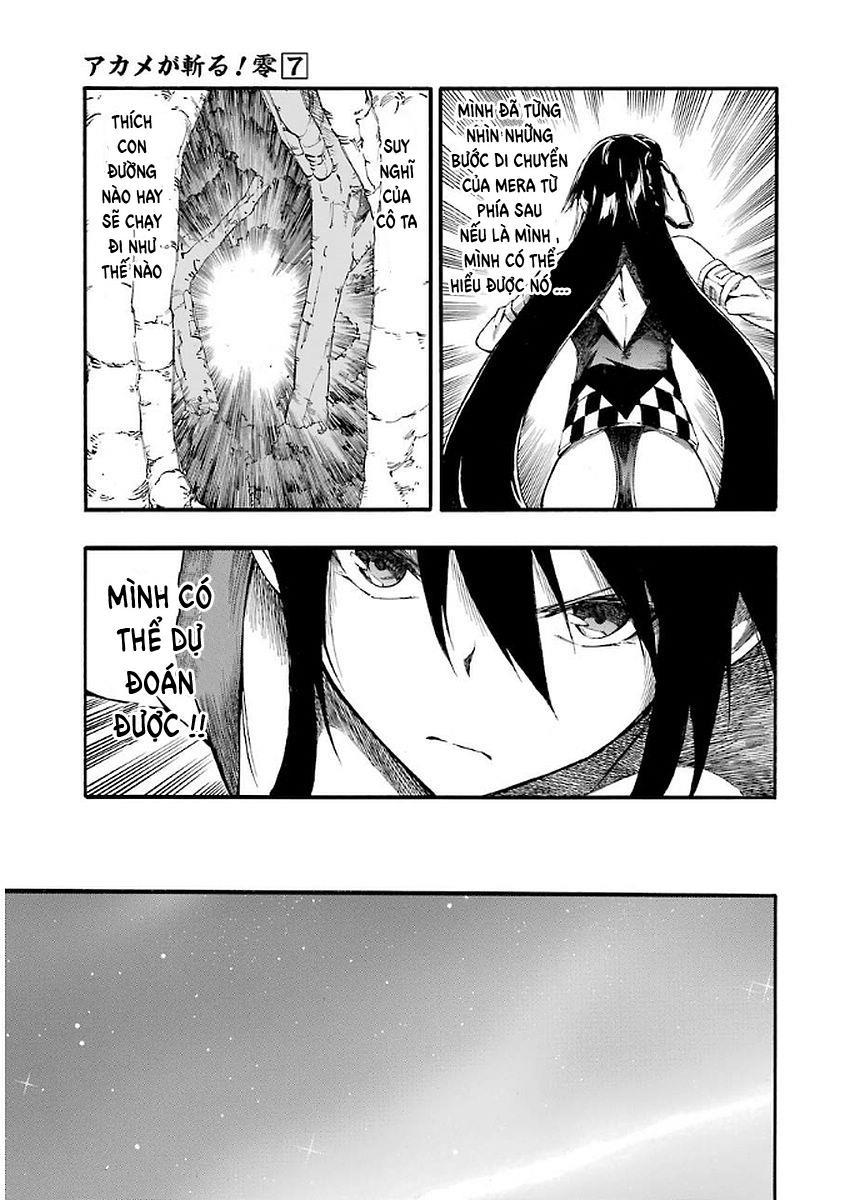 アカメが斬る!零7
MÌNH ĐÃ TỪNG
NHÌN NHỮNG
BƯỚC DI CHUYỂN
CỦA MERA TỪ
PHÍA SAU
NẾU LÀ MÌNH,
MÌNH CÓ THỂ
HIỂU ĐƯỢC NÓ ...
SUY
NGHĨ
CỦA
CÔ TA
THÍCH
CON
ĐƯỜNG
NÀO HAY
SẼ CHẠY
ĐI NHƯ
THẾ NÀO
MÌNH CÓ
THỂ DỰ
ĐOÁN
ĐƯỢC !!